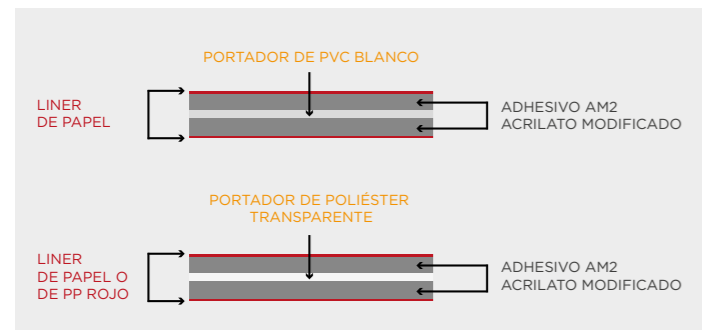 PORTADOR DE PVC BLANCO
LINER
DE PAPEL
ADHESIVO AM2
ACRILATO MODIFICADO
PORTADOR DE POLIÉSTER
TRANSPARENTE
LINER
DE PAPEL O
DE PP ROJO
ADHESIVO AM2
ACRILATO MODIFICADO